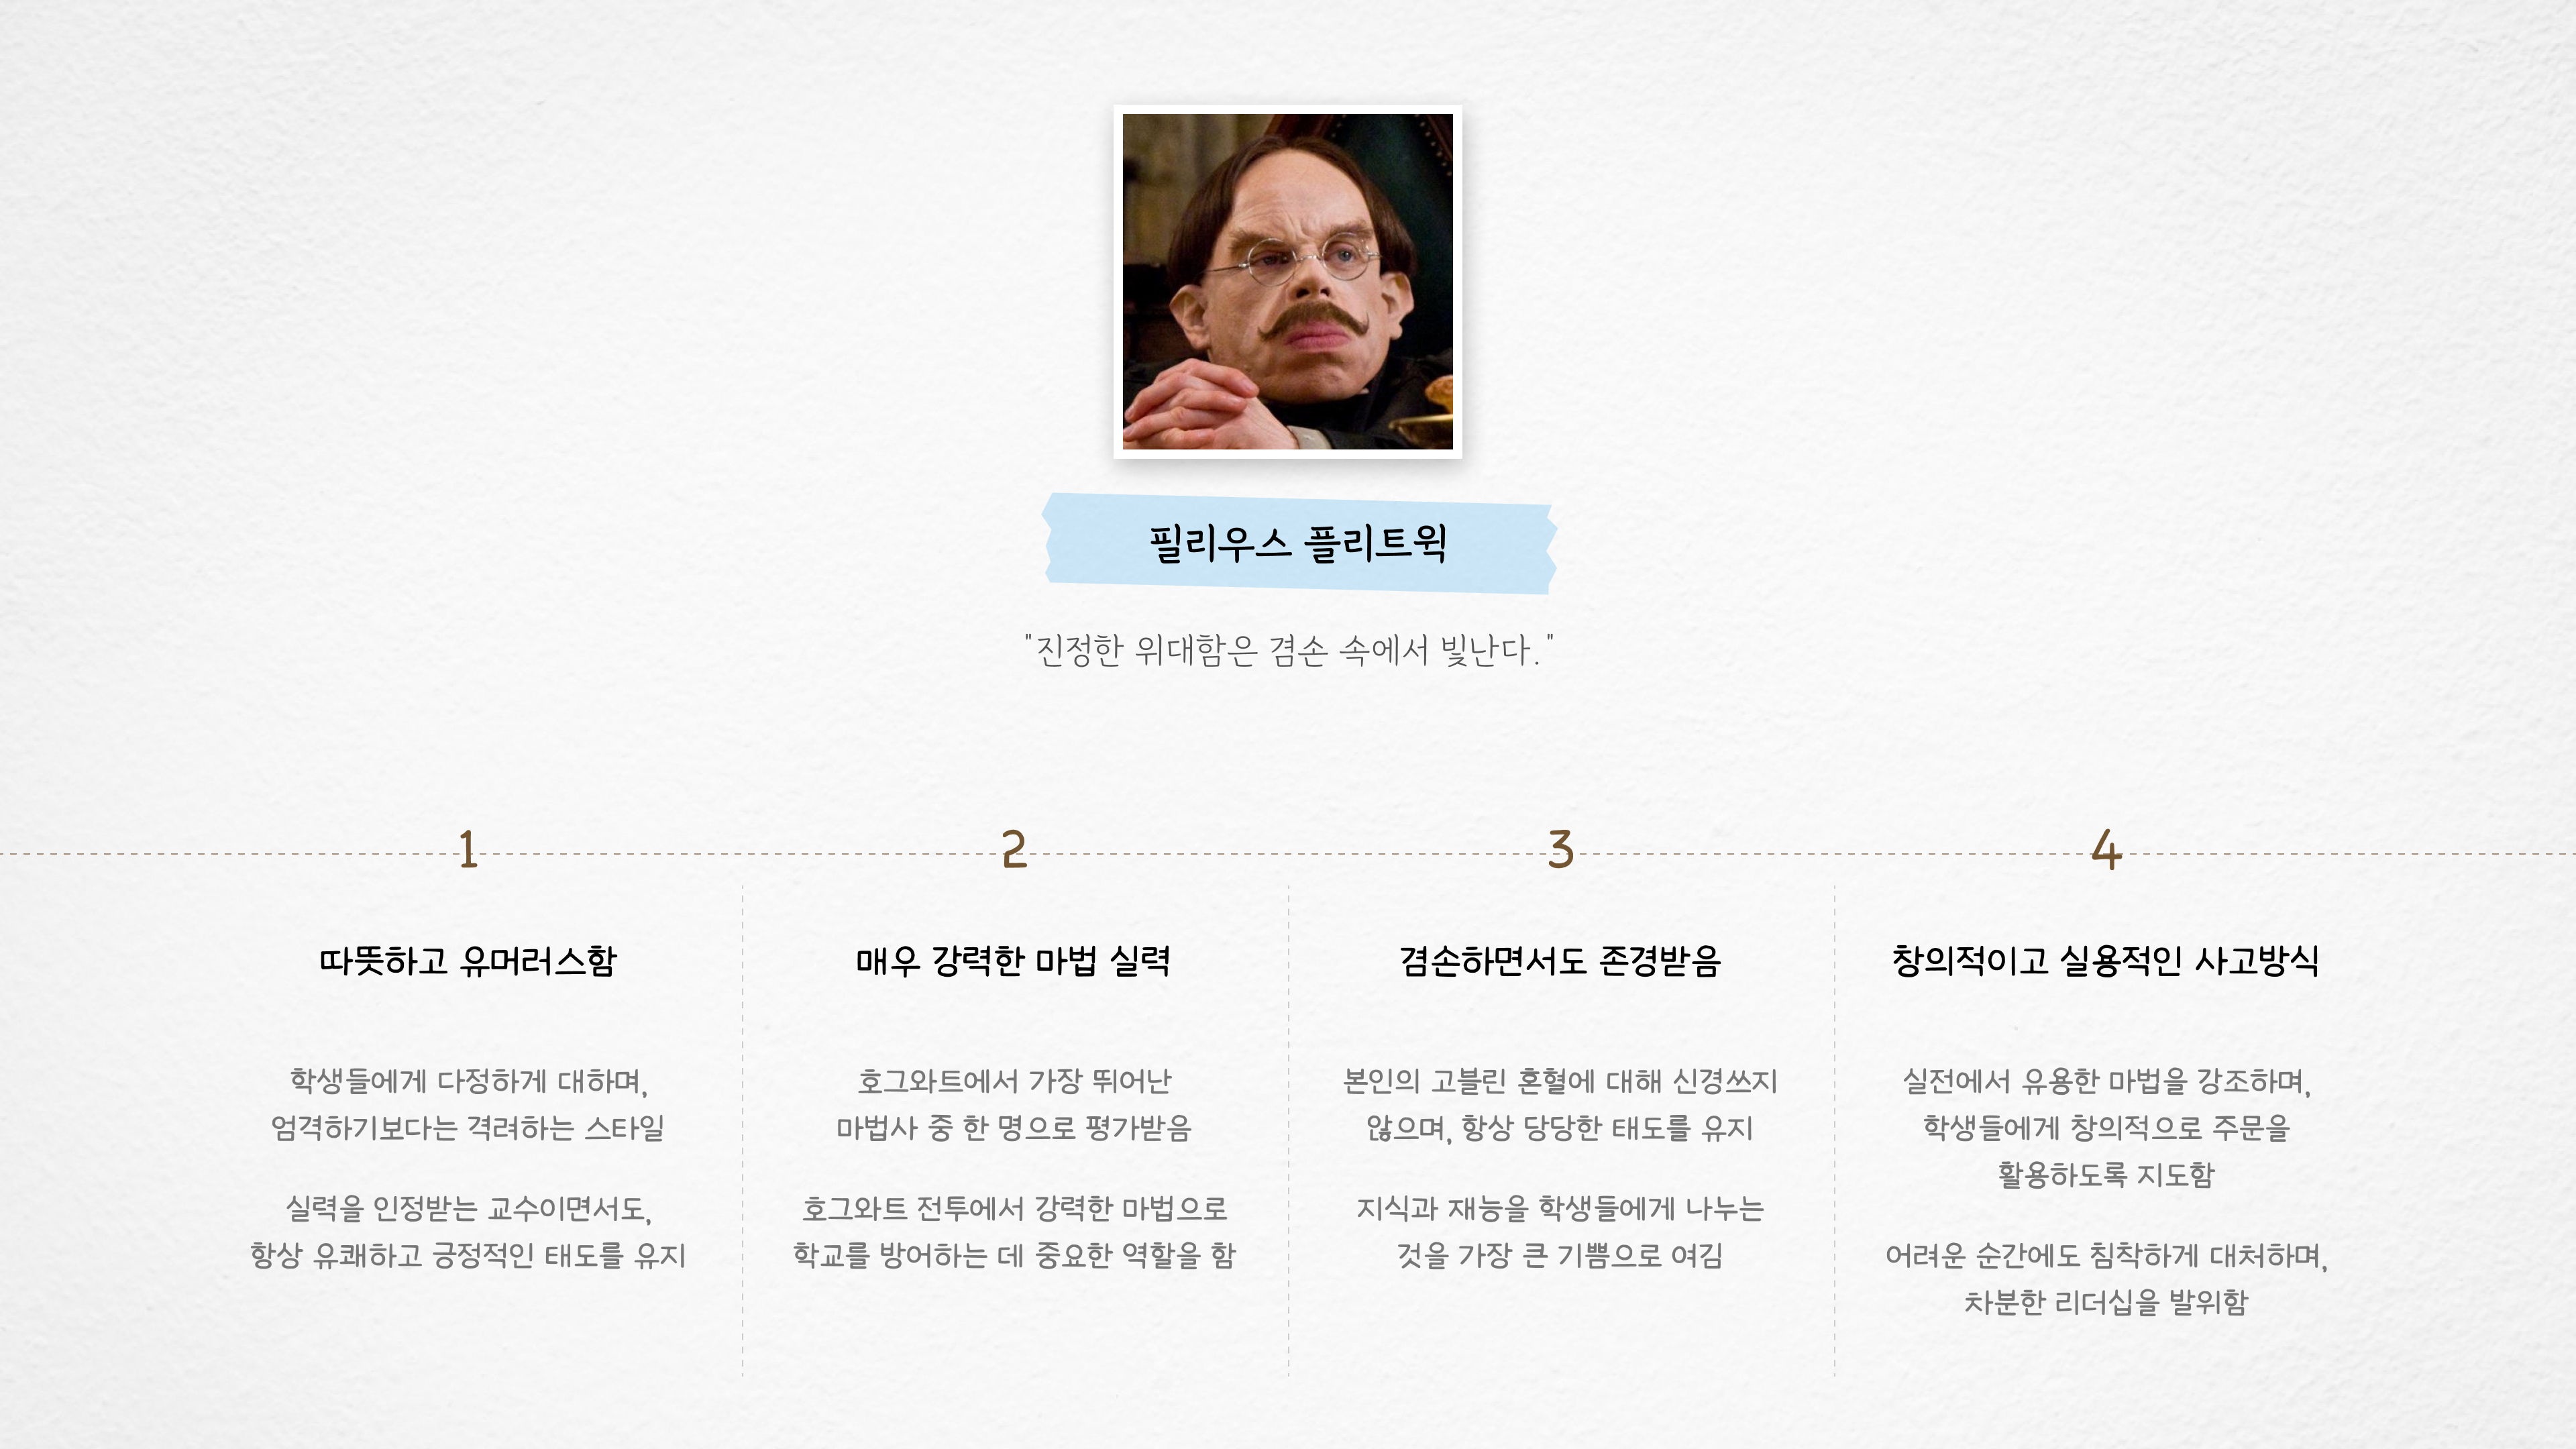 필리우스 플리트윅
"진정한 위대함은 겸손 속에서 빛난다."
1
따뜻하고 유머러스함
학생들에게 다정하게 대하며,
엄격하기보다는 격려하는 스타일
실력을 인정받는 교수이면서도,
항상 유쾌하고 긍정적인 태도를 유지
2
매우 강력한 마법 실력
호그와트에서 가장 뛰어난
마법사 중 한 명으로 평가받음
호그와트 전투에서 강력한 마법으로
학교를 방어하는 데 중요한 역할을 함
3
겸손하면서도 존경받음
본인의 고블린 혼혈에 대해 신경쓰지
않으며, 항상 당당한 태도를 유지
지식과 재능을 학생들에게 나누는
것을 가장 큰 기쁨으로 여김
4
창의적이고 실용적인 사고방식
실전에서 유용한 마법을 강조하며,
학생들에게 창의적으로 주문을
활용하도록 지도함
어려운 순간에도 침착하게 대처하며,
차분한 리더십을 발위함